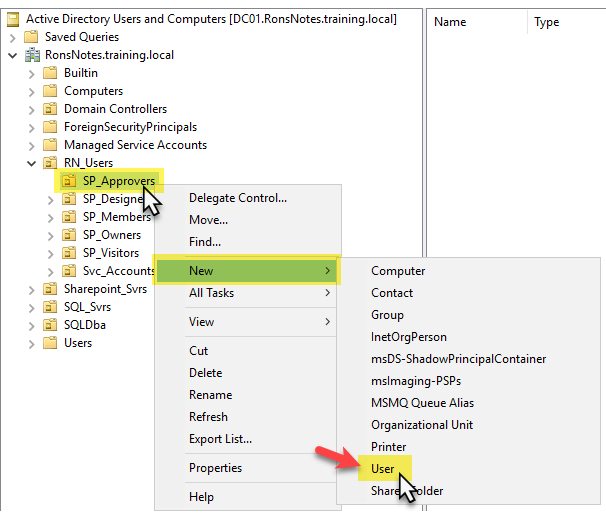 Active Directory Users and Computers [DC01.RonsNotes.training.local]
Saved Queries
RonsNotes.training.local
Builtin
Computers
Domain Controllers
ForeignSecurityPrincipals
Managed Service Accounts
RN_Users
SP_Approvers
SP_Designe
SP_Members
SP_Owners
SP_Visitors
Svc_Accounts
Sharepoint_Svrs
SQL_Svrs
SQLDba
Users
Name Type
Delegate Control...
Move...
Find...
New
All Tasks
View
Cut
Delete
Rename
Refresh
Export List...
Properties
Help
Computer
Contact
Group
InetOrgPerson
msDS-ShadowPrincipalContainer
msImaging-PSPs
MSMQ Queue Alias
Organizational Unit
Printer
User
Shared Folder